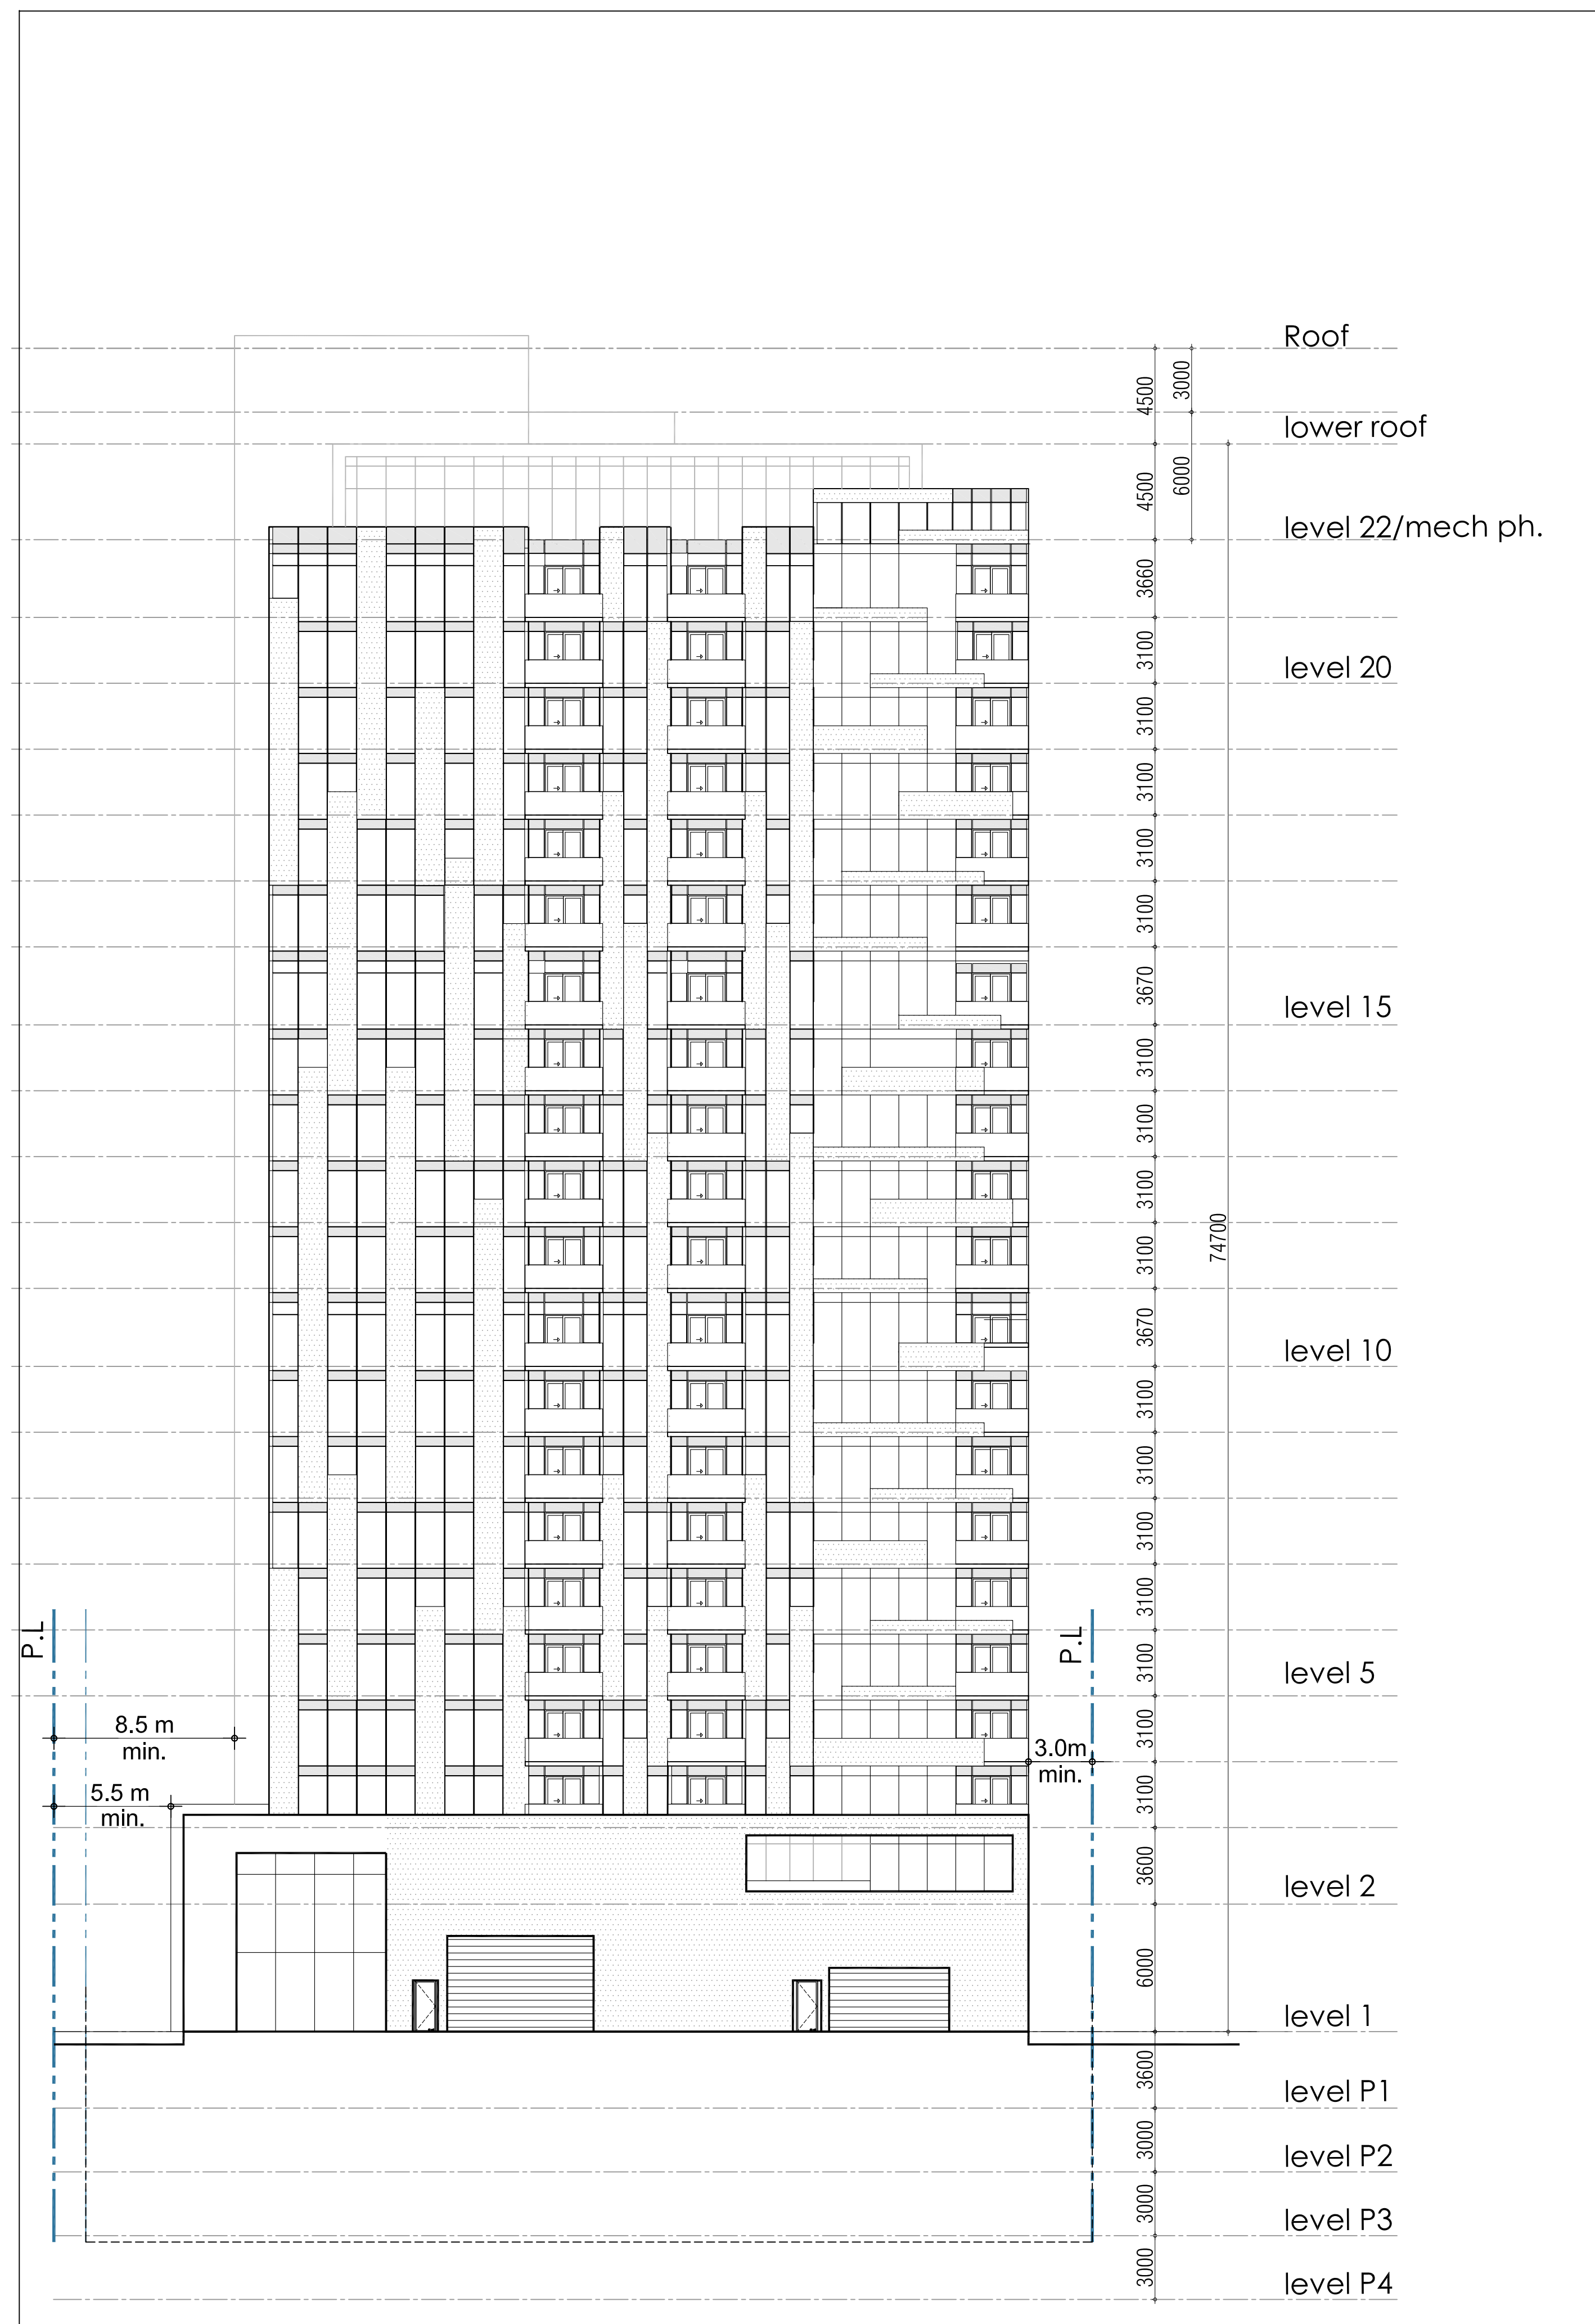 Roof
4500
3000
lower roof
4500
6000
level 22/mech ph.
3660
3100
level 20
3100
3100
3100
3100
3670
level 15
3100
3100
3100
3100
74700
3670
level 10
3100
3100
3100
3100
P.L
P.L
3100
level 5
8.5 m
min.
3100
3.0m
min.
5.5 m
min.
3100
3600
level 2
6000
level 1
3600
level P1
3000
level P2
3000
level P3
3000
level P4